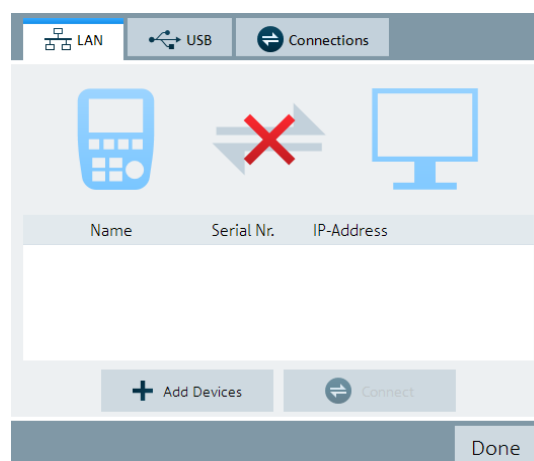 LAN USB Connections
Name Serial Nr. IP-Address
Add Devices Connect
Done